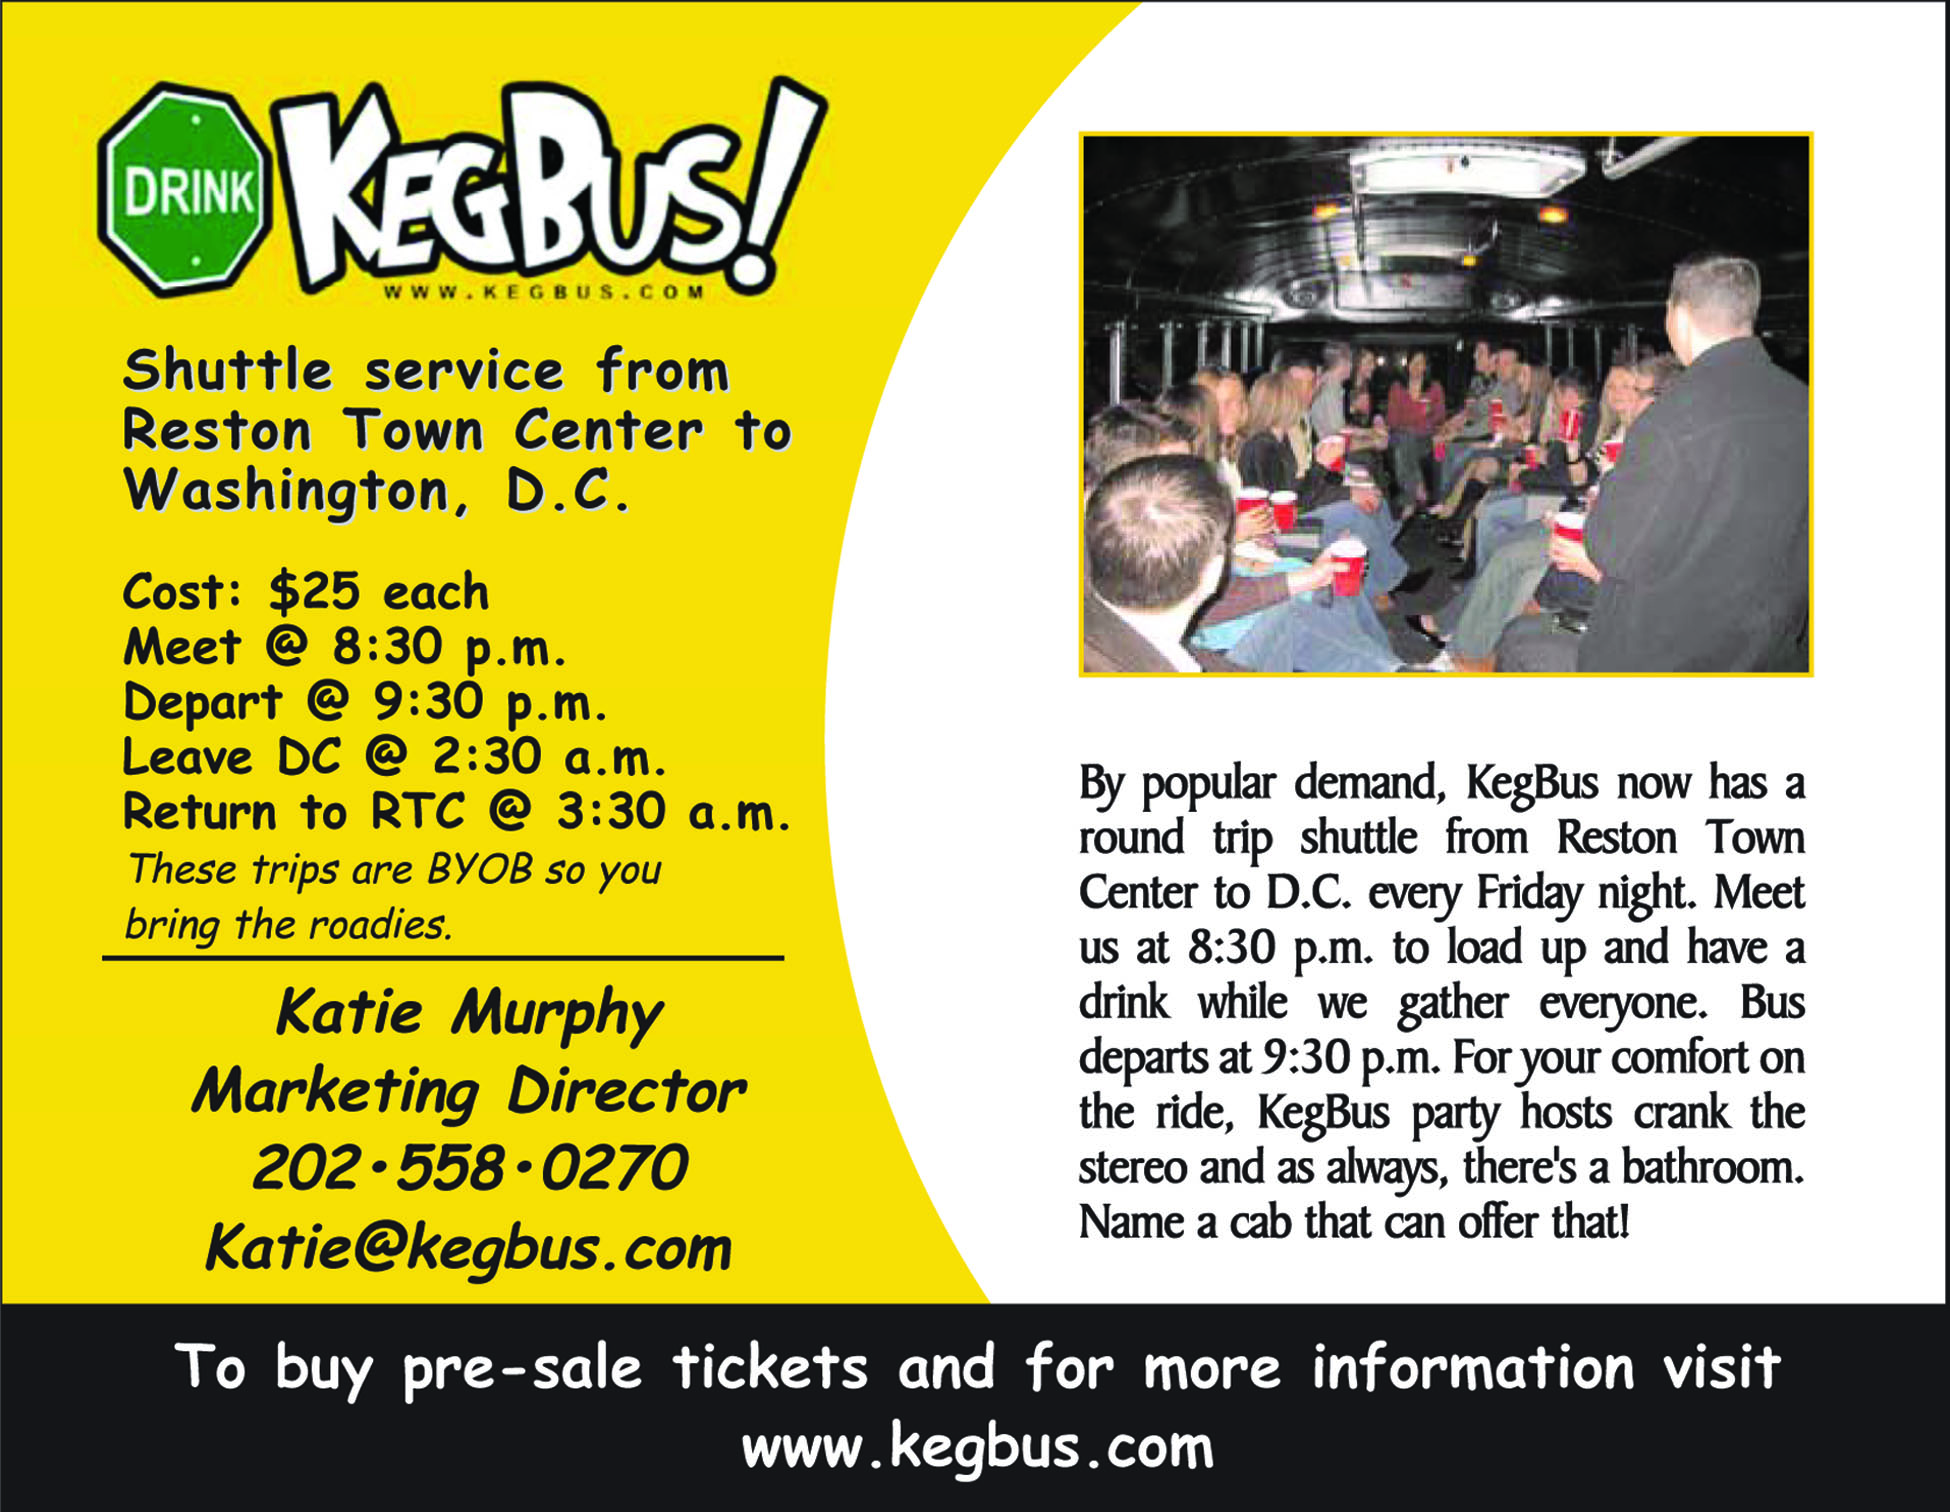 DRINK
KEGBUS!
WWW.KEGBUS.COM
Shuttle service from
Reston Town Center to
Washington, D.C.
Cost: $25 each
Meet @ 8:30 p.m.
Depart @ 9:30 p.m.
Leave DC @ 2:30 a.m.
Return to RTC @ 3:30 a.m.
These trips are BYOB so you
bring the roadies.
Katie Murphy
Marketing Director
202•558•0270
Katie@kegbus.com
By popular demand, KegBus now has a
round trip shuttle from Reston Town
Center to D.C. every Friday night. Meet
us at 8:30 p.m. to load up and have a
drink while we gather everyone. Bus
departs at 9:30 p.m. For your comfort on
the ride, KegBus party hosts crank the
stereo and as always, there's a bathroom.
Name a cab that can offer that!
To buy pre-sale tickets and for more information visit
www.kegbus.com